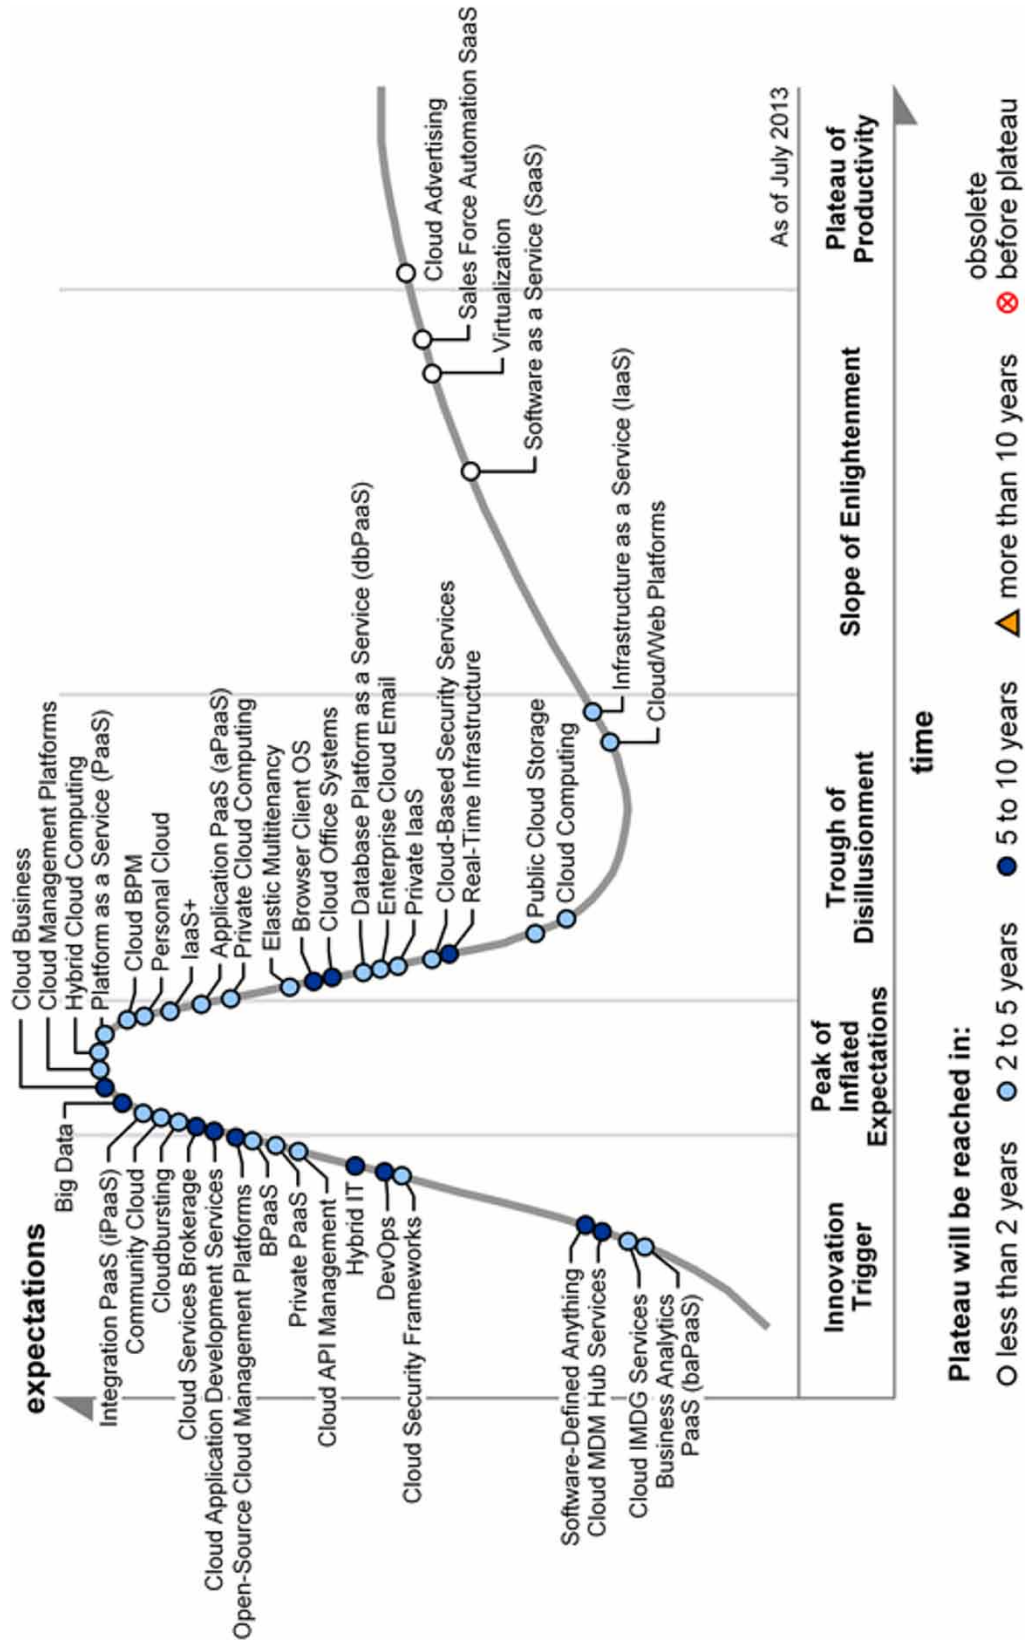 expectations
Cloud Business
Cloud Management Platforms
Hybrid Cloud Computing
Platform as a Service (PaaS)
Big Data
Cloud BPM
Personal Cloud
Integration PaaS (iPaaS)
Community Cloud
IaaS+
Cloudbursting
Cloud Services Brokerage
Application PaaS (aPaaS)
Cloud Application Development Services
Private Cloud Computing
Open-Source Cloud Management Platforms
BPaaS
Elastic Multitenancy
Private PaaS
Browser Client OS
Cloud API Management
Cloud Office Systems
Hybrid IT
Database Platform as a Service (dbPaaS)
DevOps
Enterprise Cloud Email
Cloud Security Frameworks
Private IaaS
Cloud-Based Security Services
Real-Time Infrastructure
Cloud Advertising
Sales Force Automation SaaS
Virtualization
Software as a Service (SaaS)
Public Cloud Storage
Cloud Computing
Software-Defined Anything
Cloud MDM Hub Services
Cloud IMDG Services
Business Analytics
PaaS (baPaaS)
Infrastructure as a Service (IaaS)
Cloud/Web Platforms
As of July 2013
Innovation
Trigger
Peak of
Inflated
Expectations
Trough of
Disillusionment
Slope of Enlightenment
Plateau of
Productivity
time
Plateau will be reached in:
less than 2 years
2 to 5 years
5 to 10 years
more than 10 years
obsolete
before plateau